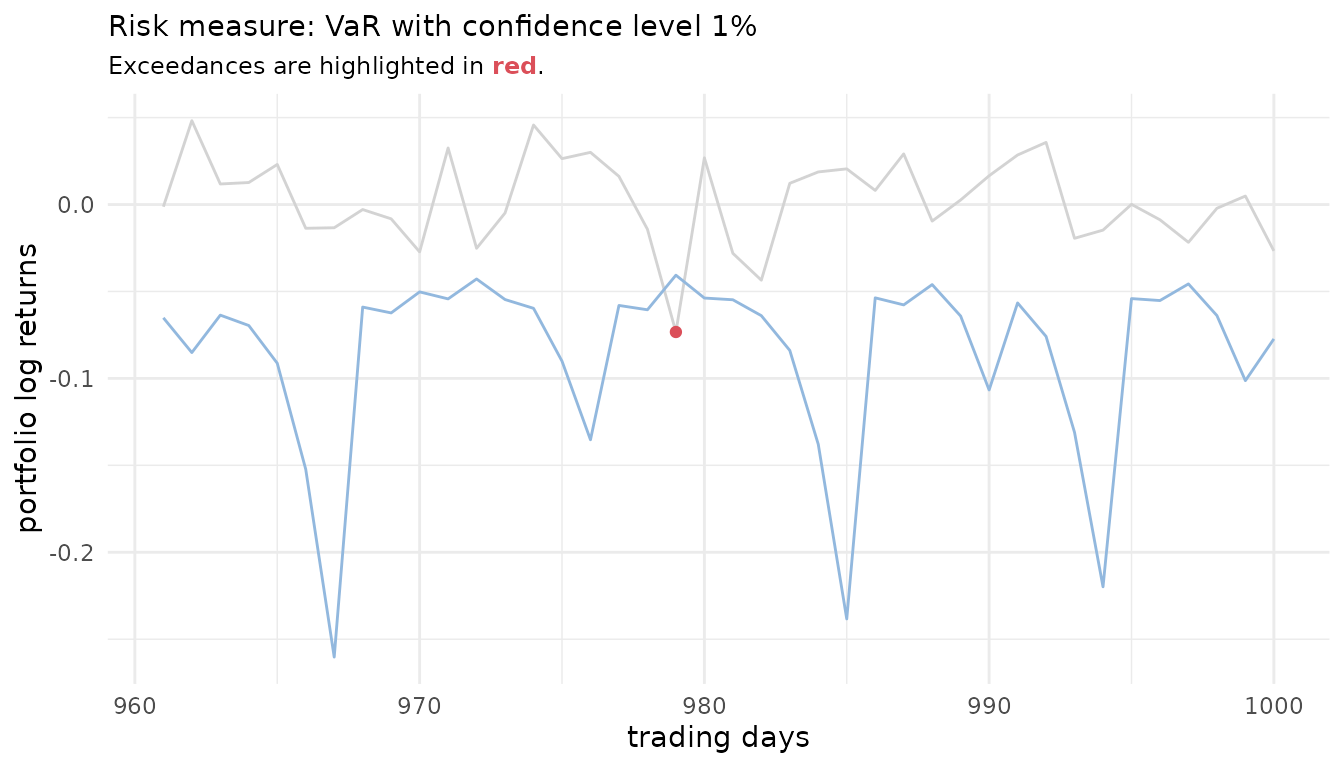 Risk measure: VaR with confidence level 1%
Exceedances are highlighted in red.
portfolio log returns
0.0
-0.1
-0.2
960 970 980 990 1000
trading days